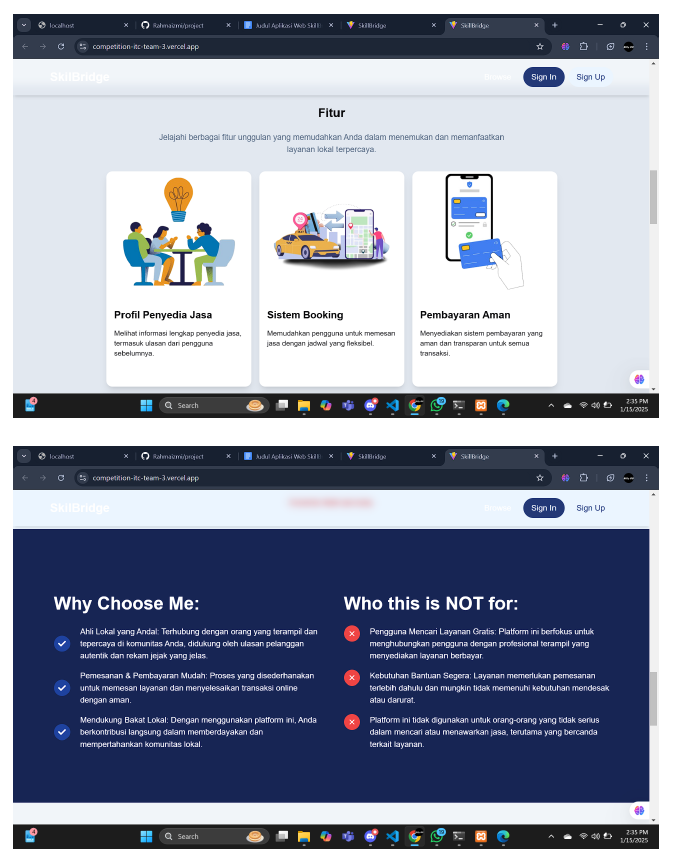 localhost
Rahmaizmi/project
Judul Aplikasi Web Skill
SkillBridge
SkillBridge
competition-itc-team-3.vercel.app
SkillBridge
Sign In
Sign Up
Fitur
Jelajahi berbagai fitur unggulan yang memudahkan Anda dalam menemukan dan memanfaatkan
layanan lokal terpercaya.
Profil Penyedia Jasa
Melihat informasi lengkap penyedia jasa,
termasuk ulasan dari pengguna
sebelumnya.
Sistem Booking
Memudahkan pengguna untuk memesan
jasa dengan jadwal yang fleksibel.
Pembayaran Aman
Menyediakan sistem pembayaran yang
aman dan transparan untuk semua
transaksi.
Search
2:35 PM
1/15/2025
localhost
Rahmaizmi/project
Judul Aplikasi Web Skill
SkillBridge
SkillBridge
competition-itc-team-3.vercel.app
SkillBridge
Sign In
Sign Up
Why Choose Me:
Ahli Lokal yang Andal: Terhubung dengan orang yang terampil dan
tepercaya di komunitas Anda, didukung oleh ulasan pelanggan
autentik dan rekam jejak yang jelas.
Pemesanan & Pembayaran Mudah: Proses yang disederhanakan
untuk memesan layanan dan menyelesaikan transaksi online
dengan aman.
Mendukung Bakat Lokal: Dengan menggunakan platform ini, Anda
berkontribusi langsung dalam memberdayakan dan
mempertahankan komunitas lokal.
Who this is NOT for:
Pengguna Mencari Layanan Gratis: Platform ini berfokus untuk
menghubungkan pengguna dengan profesional terampil yang
menyediakan layanan berbayar.
Kebutuhan Bantuan Segera: Layanan memerlukan pemesanan
terlebih dahulu dan mungkin tidak memenuhi kebutuhan mendesak
atau darurat.
Platform ini tidak digunakan untuk orang-orang yang tidak serius
dalam mencari atau menawarkan jasa, terutama yang bercanda
terkait layanan.
Search
2:35 PM
1/15/2025